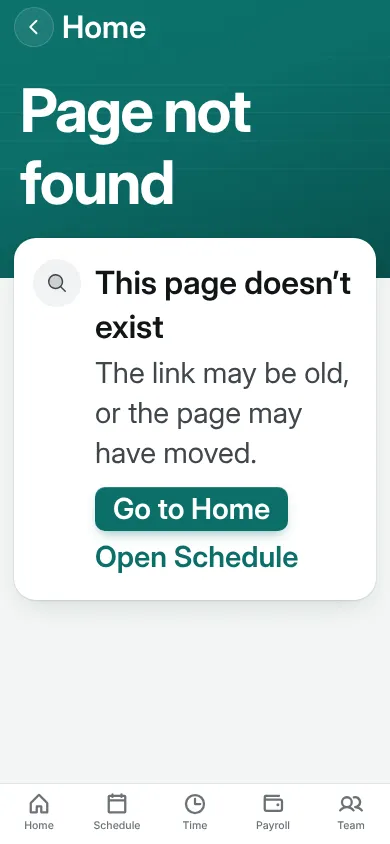 Home
Page not
found
This page doesn’t
exist
The link may be old,
or the page may
have moved.
Go to Home
Open Schedule
Home Schedule Time Payroll Team